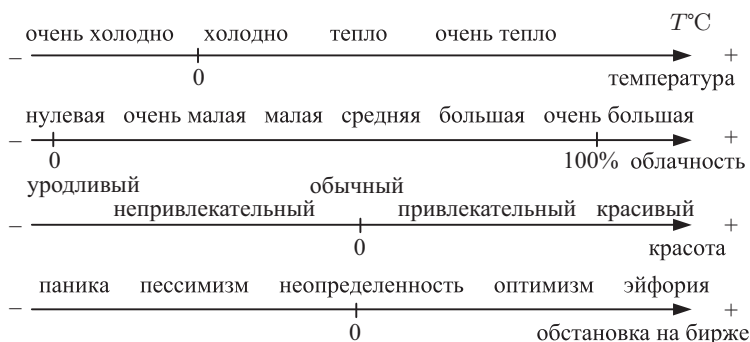 T°C
очень холодно холодно тепло очень тепло
– +
0 температура
нулевая очень малая малая средняя большая очень большая
– +
0 100% облачность
уродливый обычный
непривлекательный привлекательный красивый
– +
0 красота
паника пессимизм неопределенность оптимизм эйфория
– +
0 обстановка на бирже